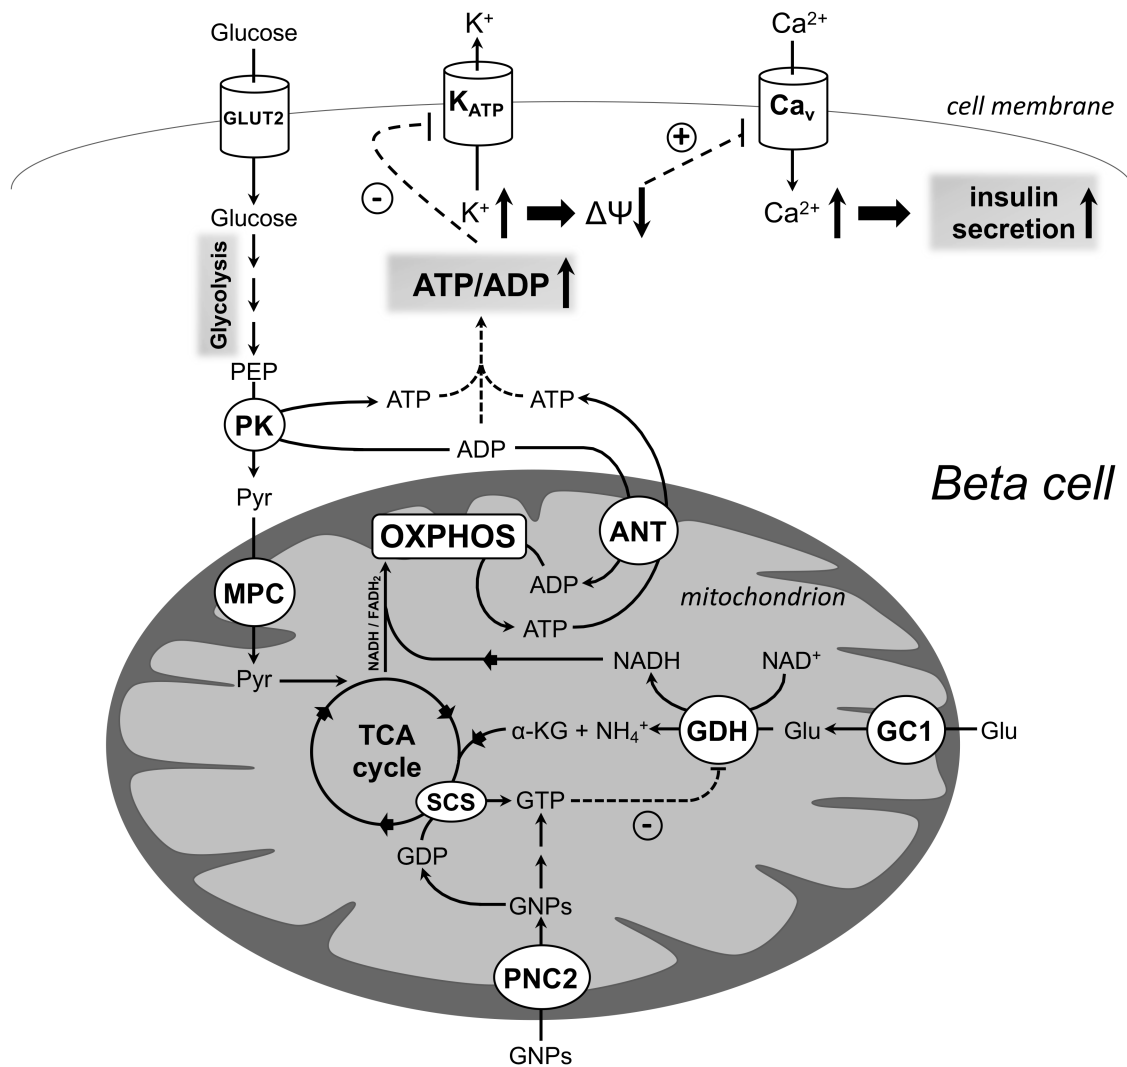 Glucose
K⁺
Ca²⁺
GLUT2
K_ATP
Ca_v
cell membrane
+
-
Glucose
K⁺
ΔΨ
Ca²⁺
insulin
secretion
Glycolysis
ATP/ADP
PEP
ATP
ATP
PK
ADP
Pyr
Beta cell
OXPHOS
ANT
MPC
ADP
mitochondrion
ATP
NADH / FADH₂
Pyr
NADH
NAD⁺
TCA
cycle
α-KG + NH₄⁺
GDH
Glu
GC1
Glu
SCS
GTP
-
GDP
GNPs
PNC2
GNPs